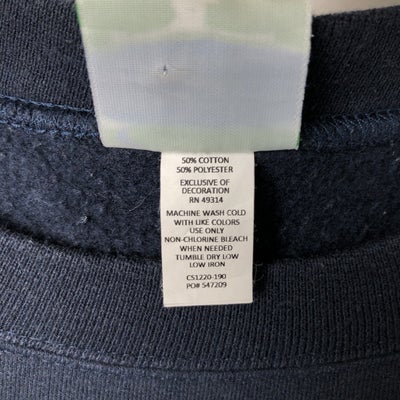 50% COTTON
50% POLYESTER
EXCLUSIVE OF
DECORATION
RN 49314
MACHINE WASH COLD
WITH LIKE COLORS
USE ONLY
NON-CHLORINE BLEACH
WHEN NEEDED
TUMBLE DRY LOW
LOW IRON
CS1220-190
PO# 547209